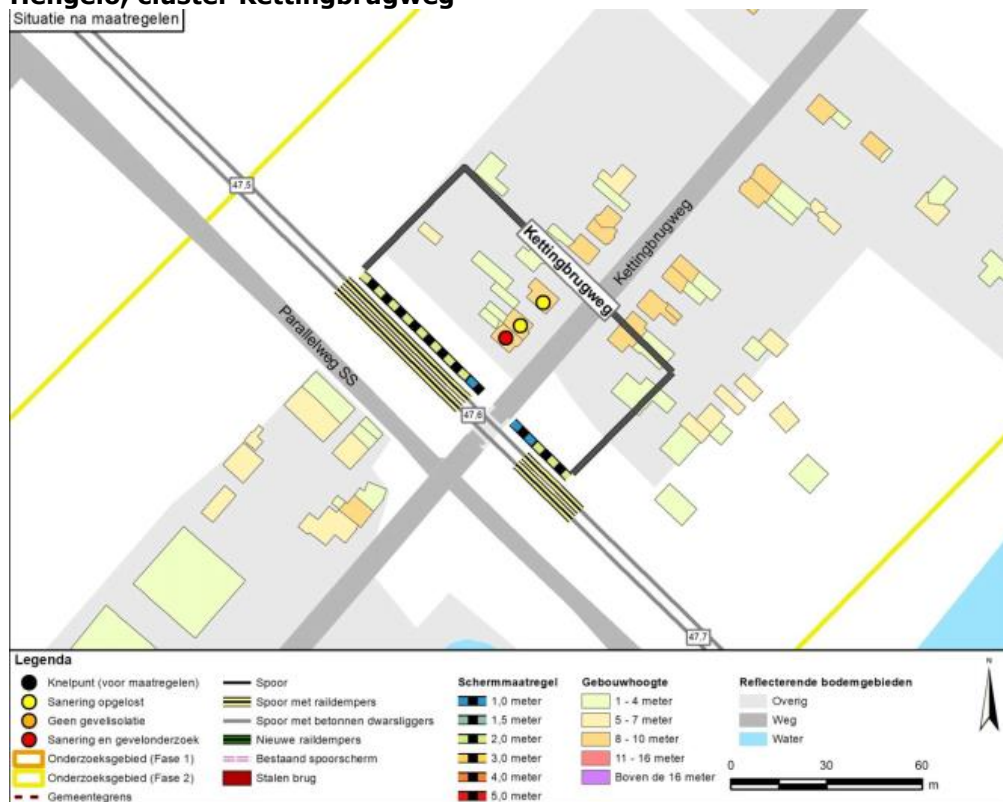 Hengelo, cluster Kettingbrugweg
Situatie na maatregelen
47,5
Kettingbrugweg
Kettingbrugweg
Parallelweg SS
47,6
47,7
Legenda
Knelpunt (voor maatregelen)
Sanering opgelost
Geen gevelisolatie
Sanering en gevelonderzoek
Onderzoeksgebied (Fase 1)
Onderzoeksgebied (Fase 2)
Gemeentegrens
Spoor
Spoor met raildempers
Spoor met betonnen dwarsliggers
Nieuwe raildempers
Bestaand spoorscherm
Stalen brug
Schermmaatregel
1,0 meter
1,5 meter
2,0 meter
3,0 meter
4,0 meter
5,0 meter
Gebouwhoogte
1 - 4 meter
5 - 7 meter
8 - 10 meter
11 - 16 meter
Boven de 16 meter
Reflecterende bodemgebieden
Overig
Weg
Water
N
0 30 60
m